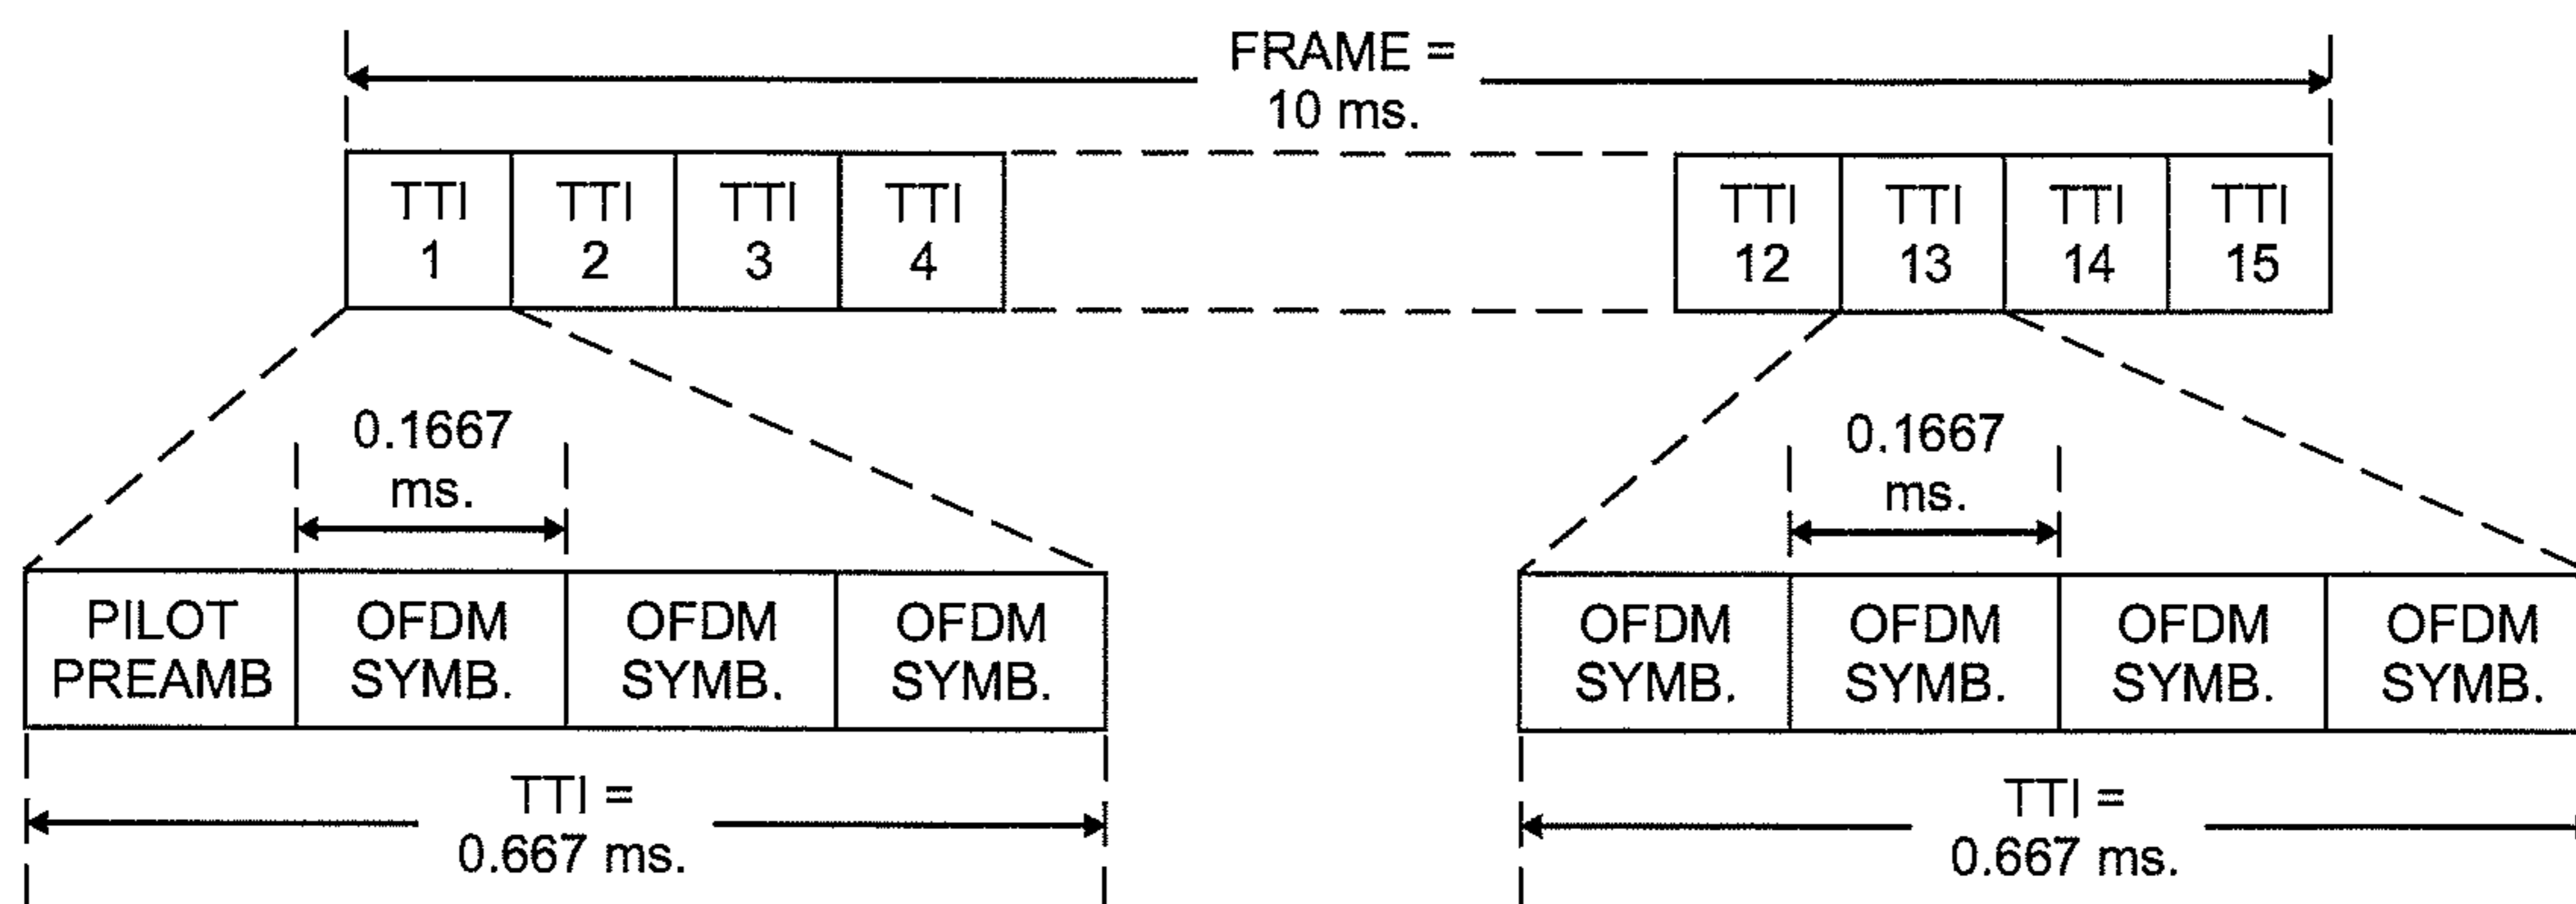 FRAME =
10 ms.
TTI
1
TTI
2
TTI
3
TTI
4
TTI
12
TTI
13
TTI
14
TTI
15
0.1667
ms.
0.1667
ms.
PILOT
PREAMB
OFDM
SYMB.
OFDM
SYMB.
OFDM
SYMB.
OFDM
SYMB.
OFDM
SYMB.
OFDM
SYMB.
OFDM
SYMB.
TTI =
0.667 ms.
TTI =
0.667 ms.